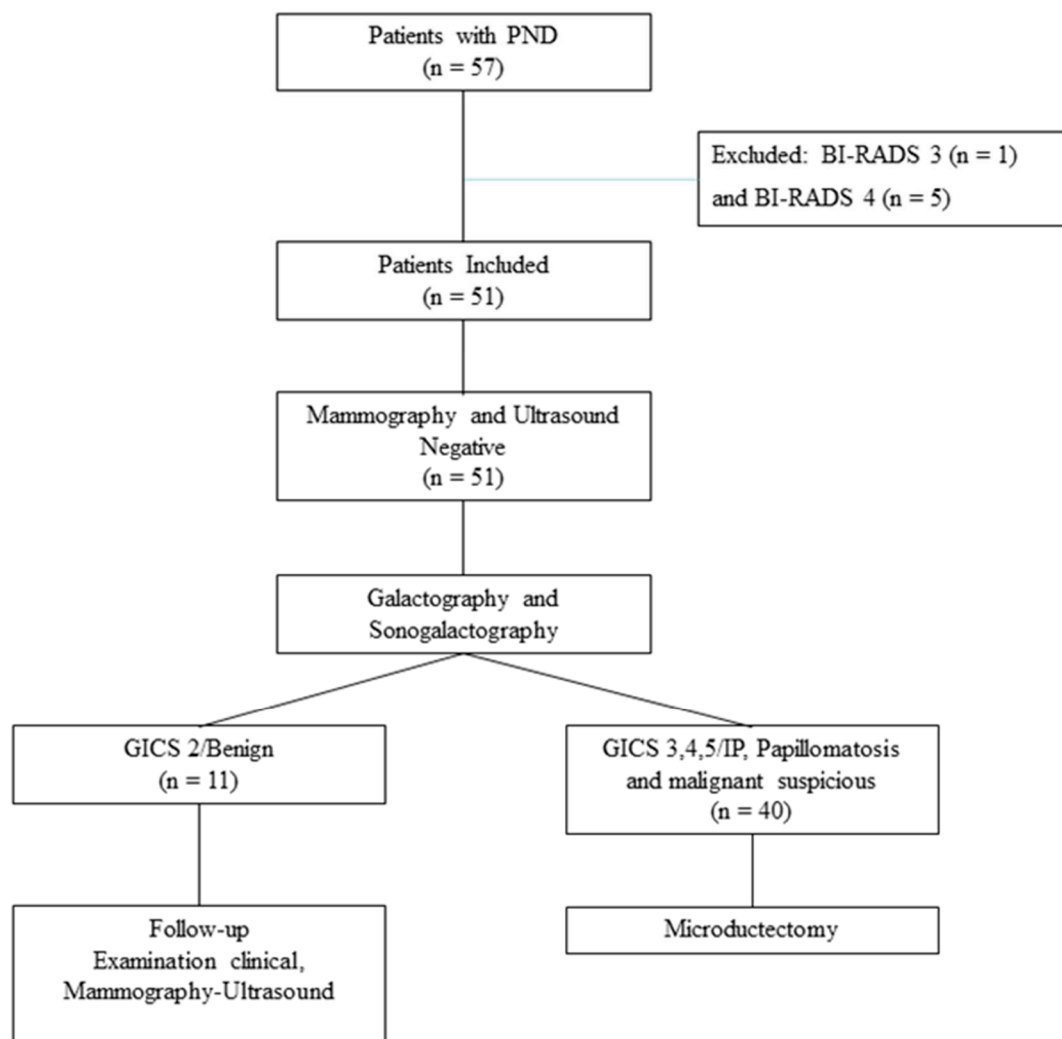 Patients with PND
(n = 57)
Excluded: BI-RADS 3 (n = 1)
and BI-RADS 4 (n = 5)
Patients Included
(n = 51)
Mammography and Ultrasound
Negative
(n = 51)
Galactography and
Sonogalactography
GICS 2/Benign
(n = 11)
GICS 3,4,5/IP, Papillomatosis
and malignant suspicious
(n = 40)
Follow-up
Examination clinical,
Mammography-Ultrasound
Microductectomy